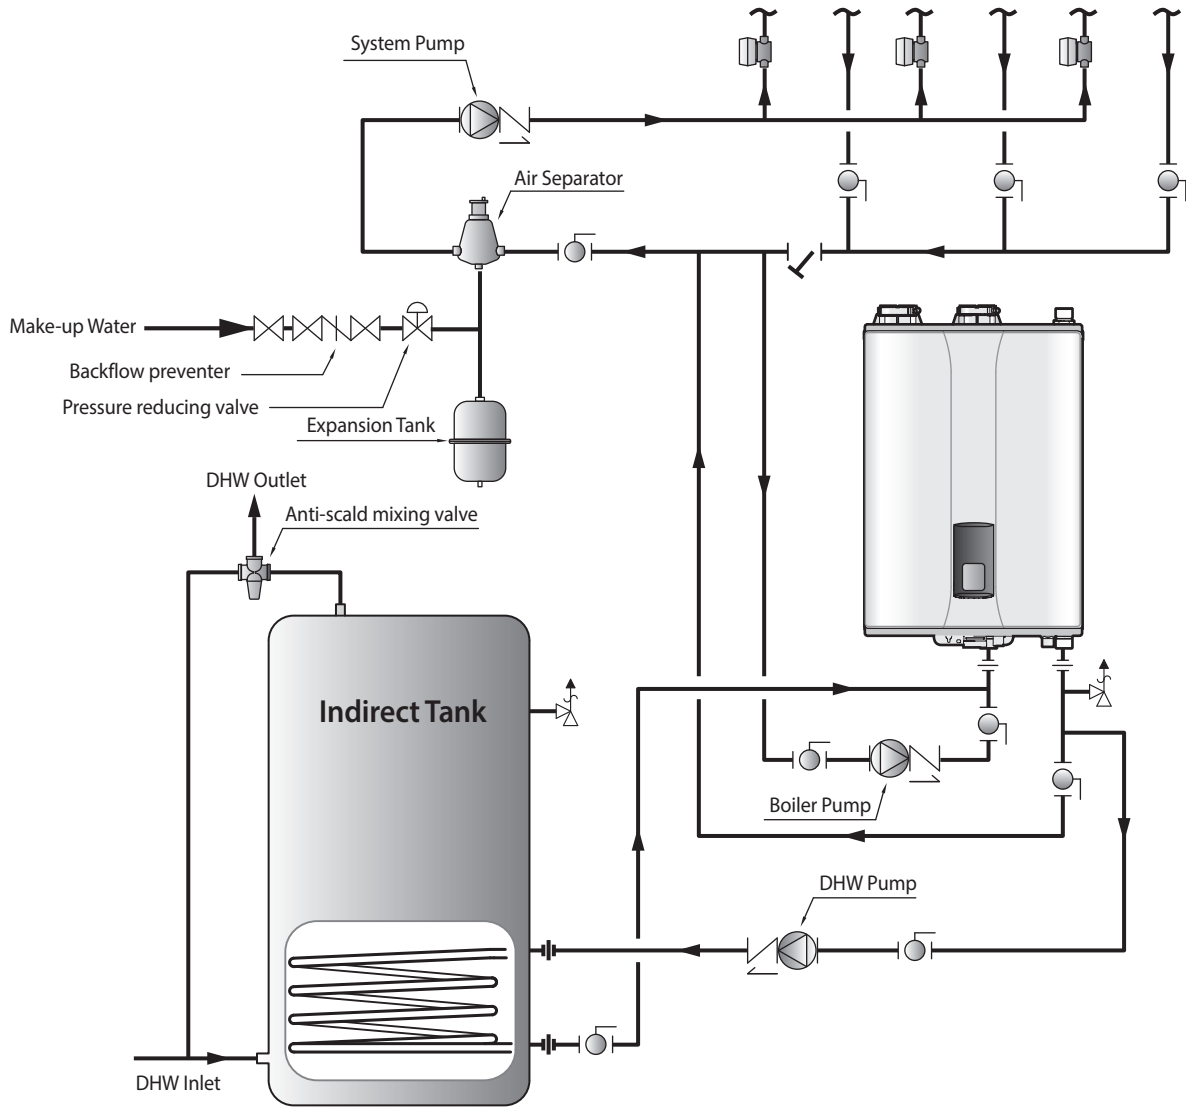 System Pump
Air Separator
Make-up Water
Backflow preventer
Pressure reducing valve
Expansion Tank
DHW Outlet
Anti-scald mixing valve
Indirect Tank
Boiler Pump
DHW Pump
DHW Inlet